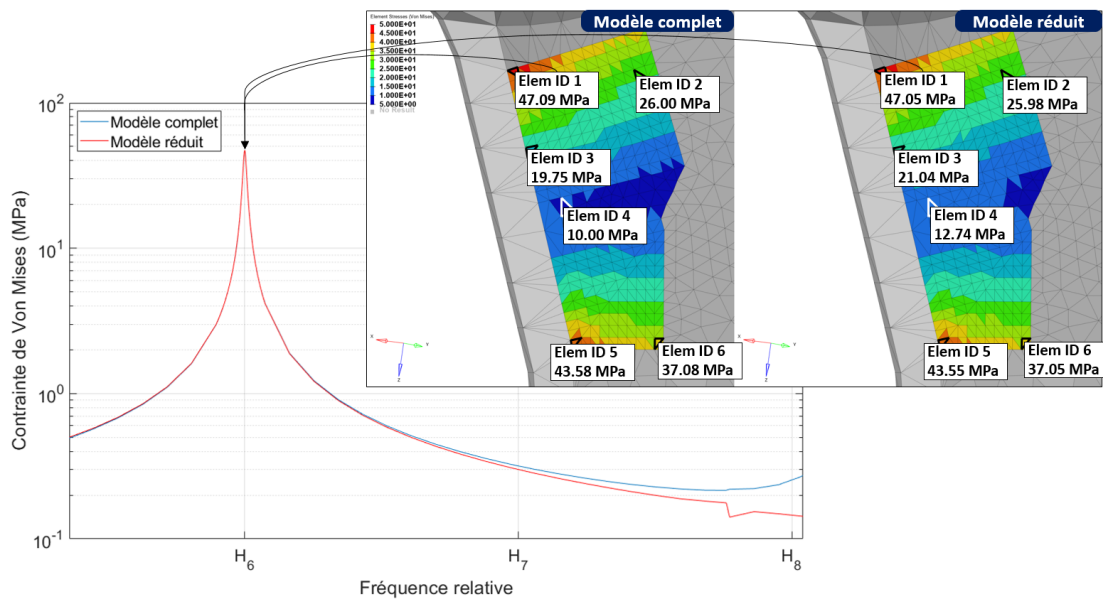 Element Stresses (Von Mises)
5.000E+01
4.500E+01
4.000E+01
3.500E+01
3.000E+01
2.500E+01
2.000E+01
1.500E+01
1.000E+01
5.000E+00
No Result
Modèle complet
Elem ID 1
47.09 MPa
Elem ID 2
26.00 MPa
Elem ID 3
19.75 MPa
Elem ID 4
10.00 MPa
Elem ID 5
43.58 MPa
Elem ID 6
37.08 MPa
X
Y
Z
Modèle réduit
Elem ID 1
47.05 MPa
Elem ID 2
25.98 MPa
Elem ID 3
21.04 MPa
Elem ID 4
12.74 MPa
Elem ID 5
43.55 MPa
Elem ID 6
37.05 MPa
X
Y
Z
Modèle complet
Modèle réduit
Contrainte de Von Mises (MPa)
10²
10¹
10⁰
10⁻¹
H₆
H₇
H₈
Fréquence relative